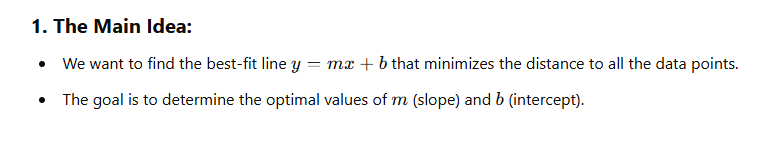 1. The Main Idea:
• We want to find the best-fit line y = mx + b that minimizes the distance to all the data points.
• The goal is to determine the optimal values of m (slope) and b (intercept).